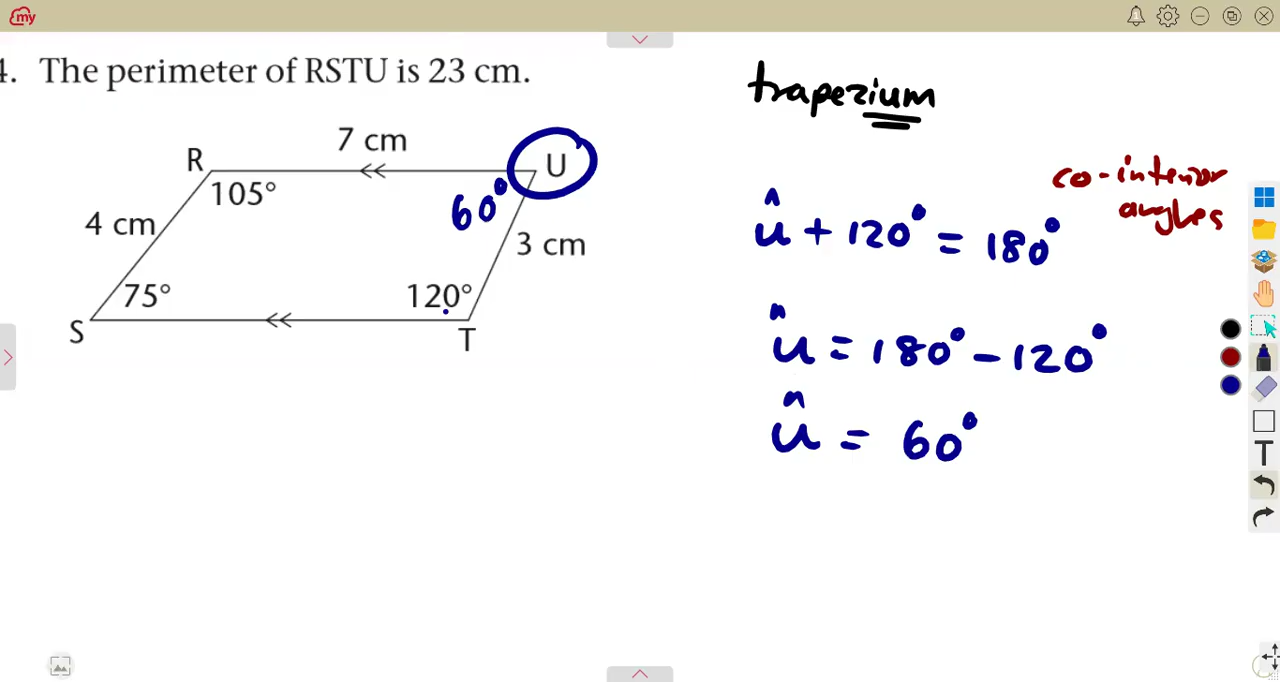 my
4. The perimeter of RSTU is 23 cm.
trapezium
7 cm
R
U
105°
60°
4 cm
3 cm
75°
120°
S
T
co-interior
angles
û + 120° = 180°
û = 180° - 120°
û = 60°
T